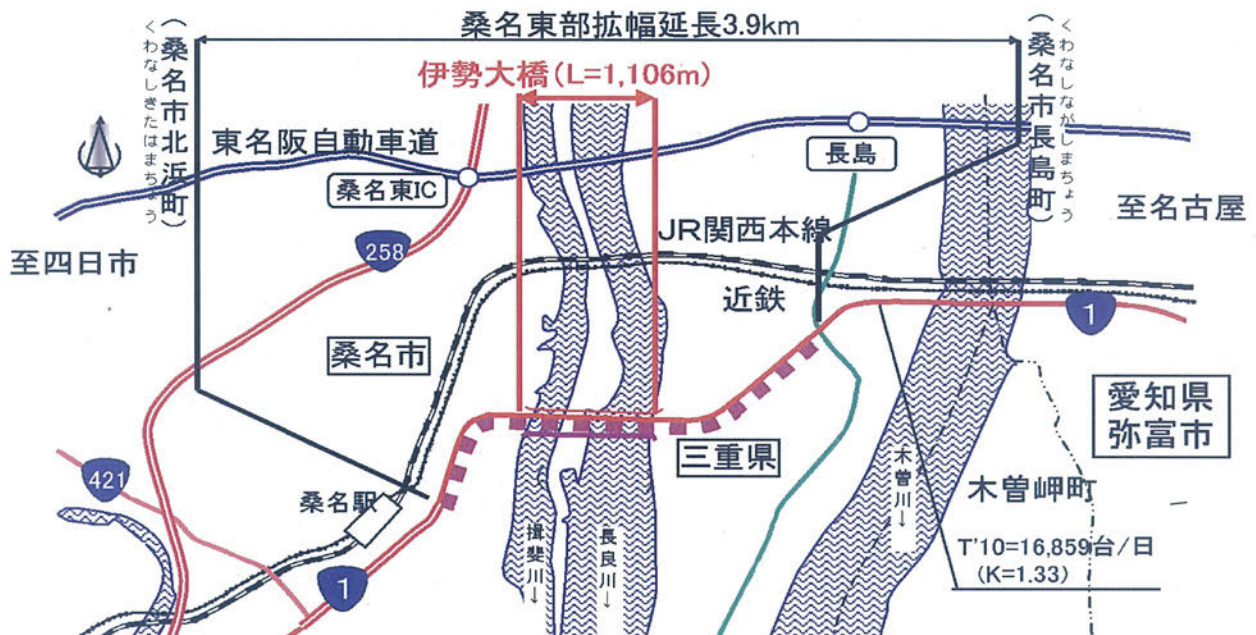 桑名東部拡幅延長3.9km
(桑名市北浜町)
くわなしきたはまちょう
(桑名市長島町)
くわなしながしまちょう
伊勢大橋(L=1,106m)
東名阪自動車道
桑名東IC
長島
至名古屋
至四日市
258
JR関西本線
近鉄
1
桑名市
愛知県
弥富市
三重県
木曽川→
421
桑名駅
木曽岬町
揖斐川→
長良川→
T'10=16,859台/日
(K=1.33)
1